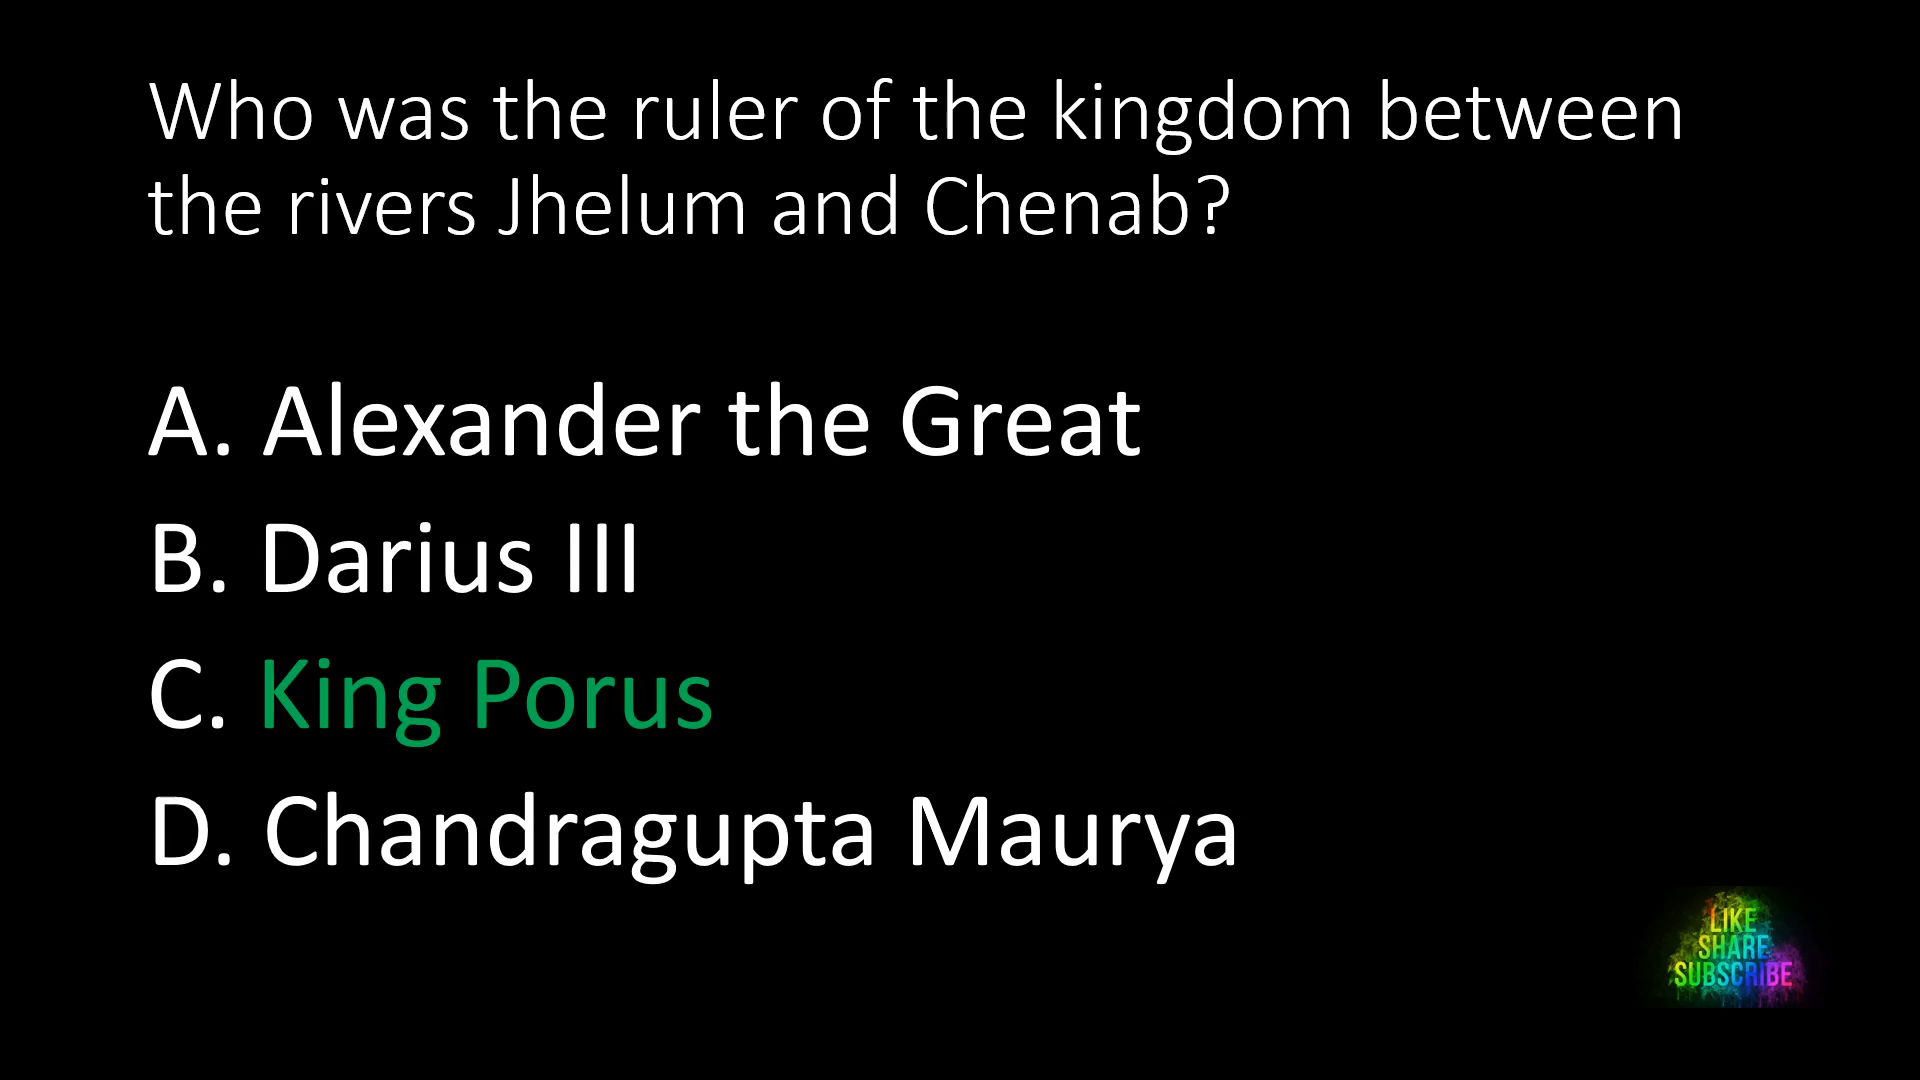 Who was the ruler of the kingdom between
the rivers Jhelum and Chenab?
A. Alexander the Great
B. Darius III
C. King Porus
D. Chandragupta Maurya
LIKE
SHARE
SUBSCRIBE